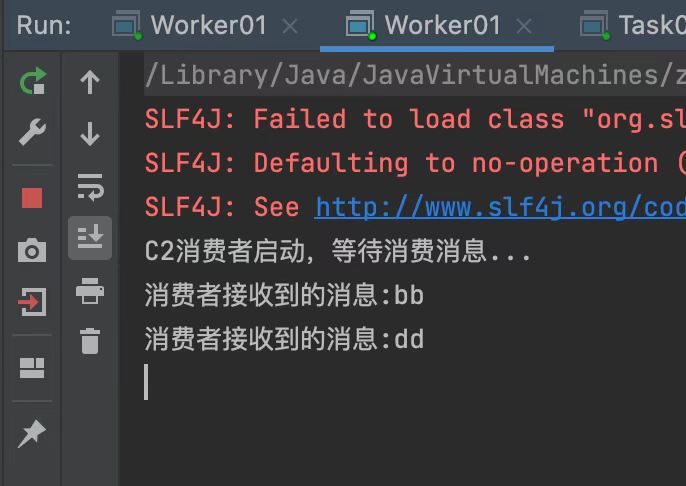 Run: Worker01 Worker01 Task0
/Library/Java/JavaVirtualMachines/z
SLF4J: Failed to load class "org.sl
SLF4J: Defaulting to no-operation (
SLF4J: See http://www.slf4j.org/cod
C2消费者启动，等待消费消息...
消费者接收到的消息:bb
消费者接收到的消息:dd